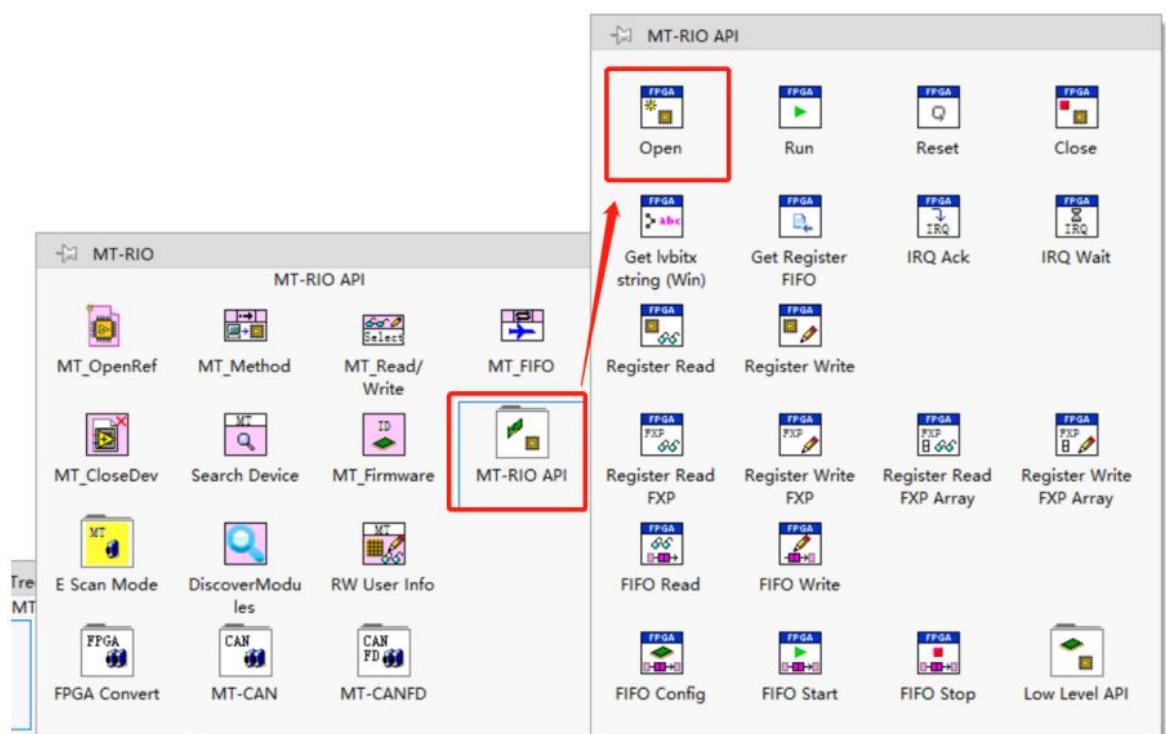 MT-RIO API
FPGA FPGA FPGA FPGA
Open Run Reset Close
FPGA FPGA FPGA FPGA
abc IRQ IRQ
Get lvbitx Get Register IRQ Ack IRQ Wait
string (Win) FIFO
FPGA FPGA
Register Read Register Write
FPGA FPGA FPGA FPGA
FXP FXP FXP FXP
Register Read Register Write Register Read Register Write
FXP FXP FXP Array FXP Array
FPGA FPGA
FIFO Read FIFO Write
FPGA FPGA FPGA
FIFO Config FIFO Start FIFO Stop Low Level API
MT-RIO
MT-RIO API
Select
MT_OpenRef MT_Method MT_Read/ MT_FIFO
Write
MT ID
MT_CloseDev Search Device MT_Firmware MT-RIO API
MT MT
E Scan Mode DiscoverModu RW User Info
les
FPGA CAN CAN
FD
FPGA Convert MT-CAN MT-CANFD
Tre
MT